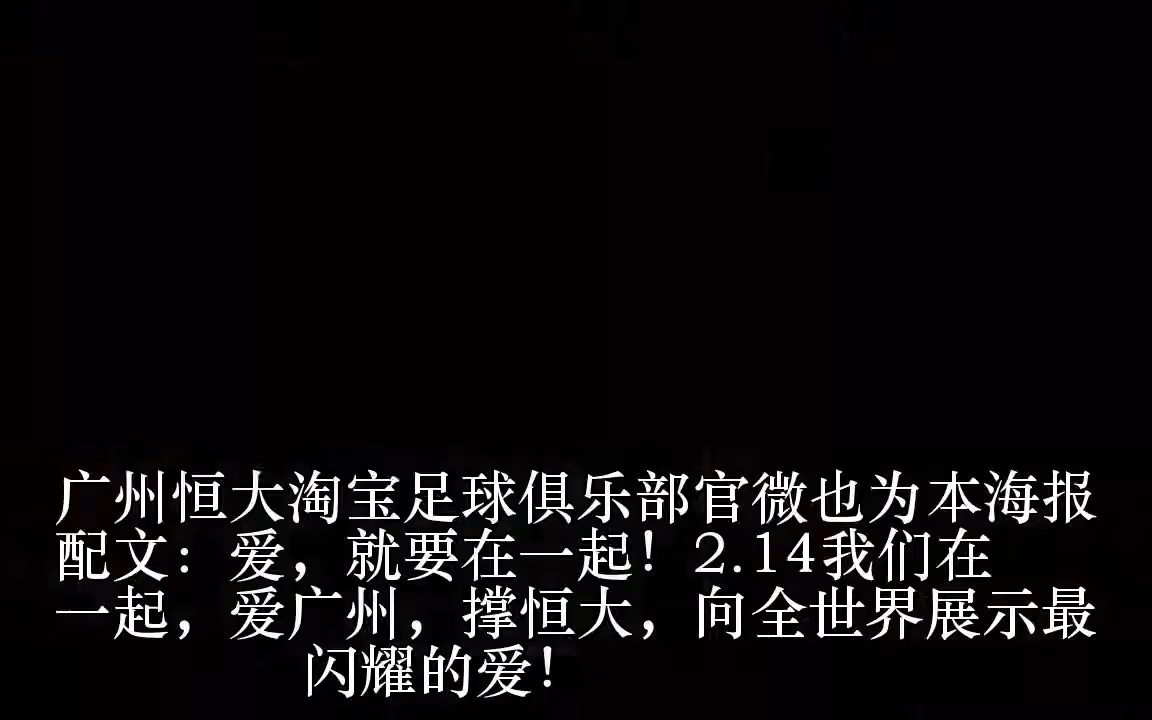 广州恒大淘宝足球俱乐部官微也为本海报
配文：爱，就要在一起！2.14我们在
一起，爱广州，撑恒大，向全世界展示最
闪耀的爱！